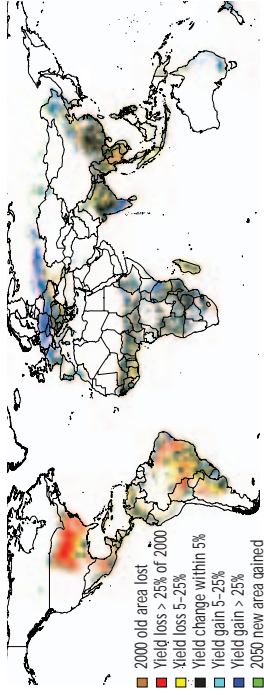 2000 old area lost
Yield loss > 25% of 2000
Yield loss 5–25%
Yield change within 5%
Yield gain 5–25%
Yield gain > 25%
2050 new area gained